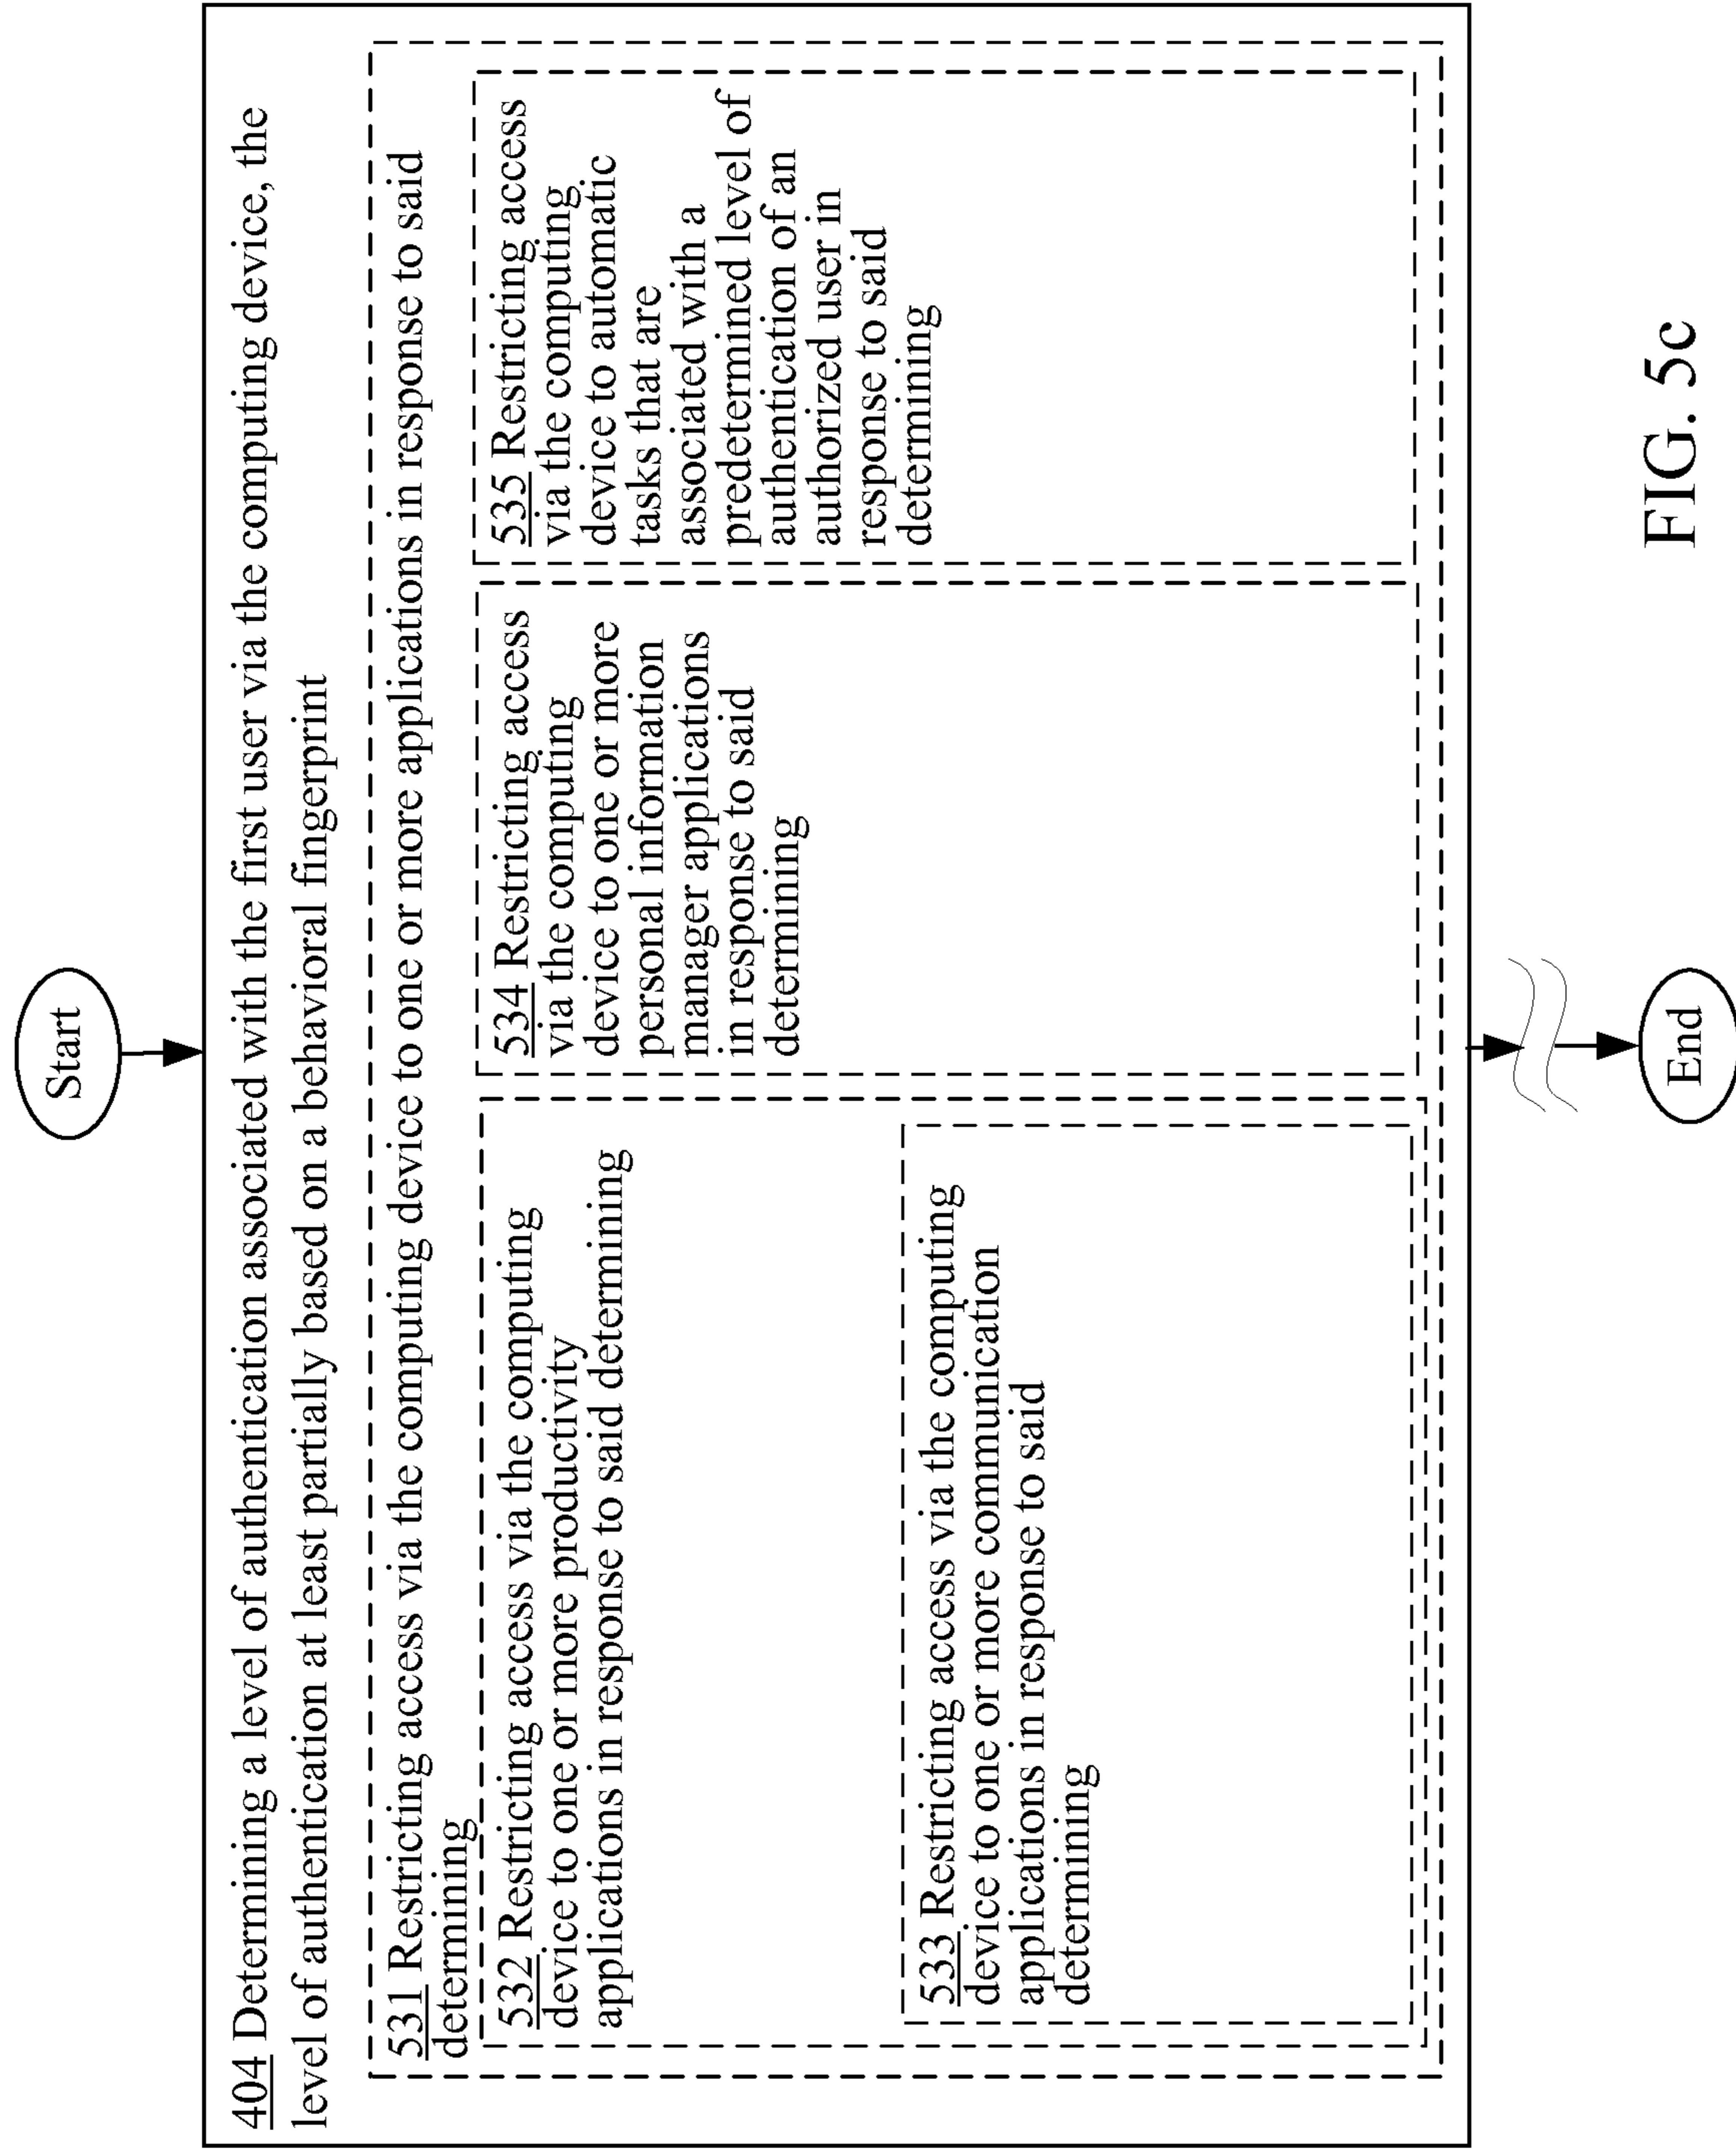 Start
404 Determining a level of authentication associated with the first user via the computing device, the
level of authentication at least partially based on a behavioral fingerprint
531 Restricting access via the computing device to one or more applications in response to said
determining
532 Restricting access via the computing
device to one or more productivity
applications in response to said determining
533 Restricting access via the computing
device to one or more communication
applications in response to said
determining
534 Restricting access
via the computing
device to one or more
personal information
manager applications
in response to said
determining
535 Restricting access
via the computing
device to automatic
tasks that are
associated with a
predetermined level of
authentication of an
authorized user in
response to said
determining
End
FIG. 5c